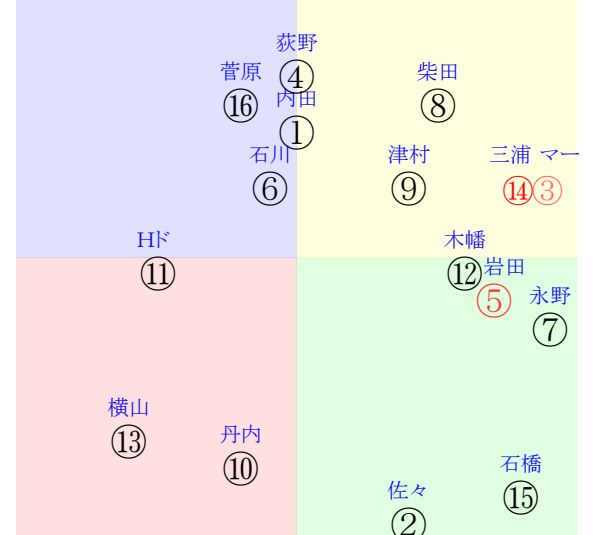 荻野
④
菅原
⑯
柴田
⑧
内田
①
石川
⑥
津村
⑨
三浦 マー
⑭③
Hド
⑪
木幡
⑫
岩田
⑤
永野
⑦
横山
⑬
丹内
⑩
石橋
⑮
佐々
②